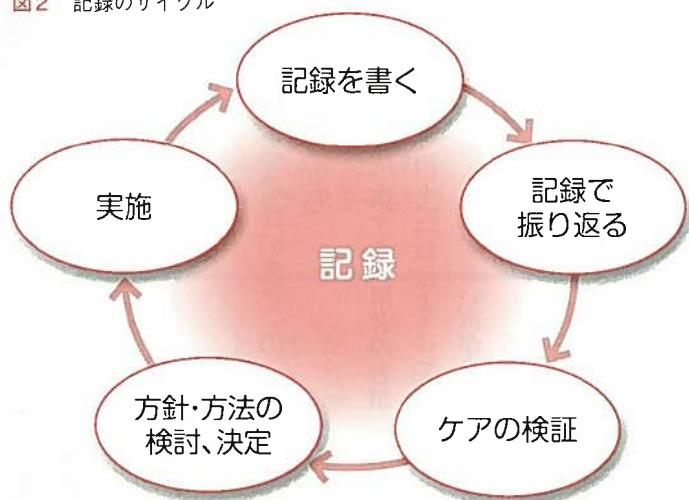 図2 記録のサイクル
記録を書く
記録で
振り返る
ケアの検証
方針・方法の
検討、決定
実施
記録